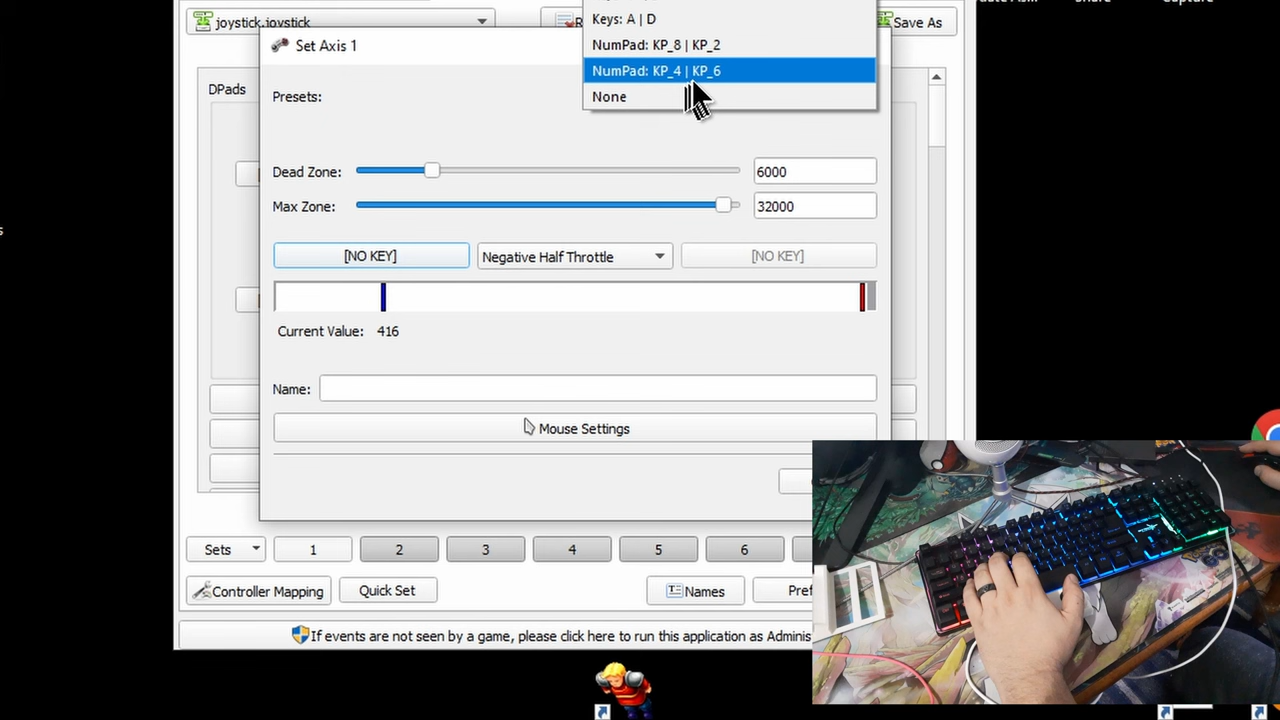 Share
Capture
joystick.joystick
Save As
Keys: A | D
Set Axis 1
NumPad: KP_8 | KP_2
NumPad: KP_4 | KP_6
None
DPads
Presets:
Dead Zone:
6000
Max Zone:
32000
[NO KEY]
Negative Half Throttle
[NO KEY]
Current Value: 416
Name:
Mouse Settings
Sets
1
2
3
4
5
6
Controller Mapping
Quick Set
Names
Pref
If events are not seen by a game, please click here to run this application as Adminis